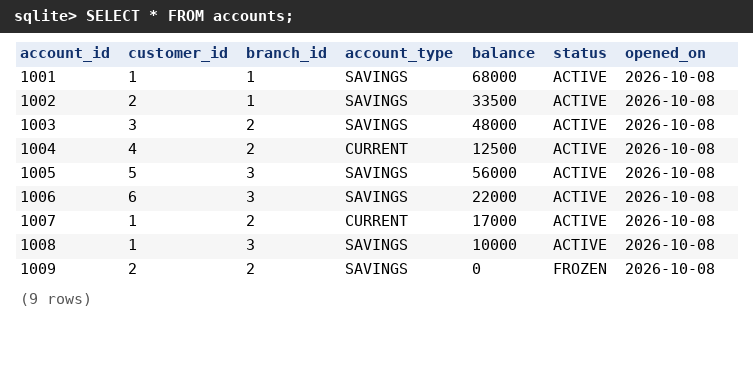 sqlite> SELECT * FROM accounts;
account_id customer_id branch_id account_type balance status opened_on
1001 1 1 SAVINGS 68000 ACTIVE 2026-10-08
1002 2 1 SAVINGS 33500 ACTIVE 2026-10-08
1003 3 2 SAVINGS 48000 ACTIVE 2026-10-08
1004 4 2 CURRENT 12500 ACTIVE 2026-10-08
1005 5 3 SAVINGS 56000 ACTIVE 2026-10-08
1006 6 3 SAVINGS 22000 ACTIVE 2026-10-08
1007 1 2 CURRENT 17000 ACTIVE 2026-10-08
1008 1 3 SAVINGS 10000 ACTIVE 2026-10-08
1009 2 2 SAVINGS 0 FROZEN 2026-10-08
(9 rows)